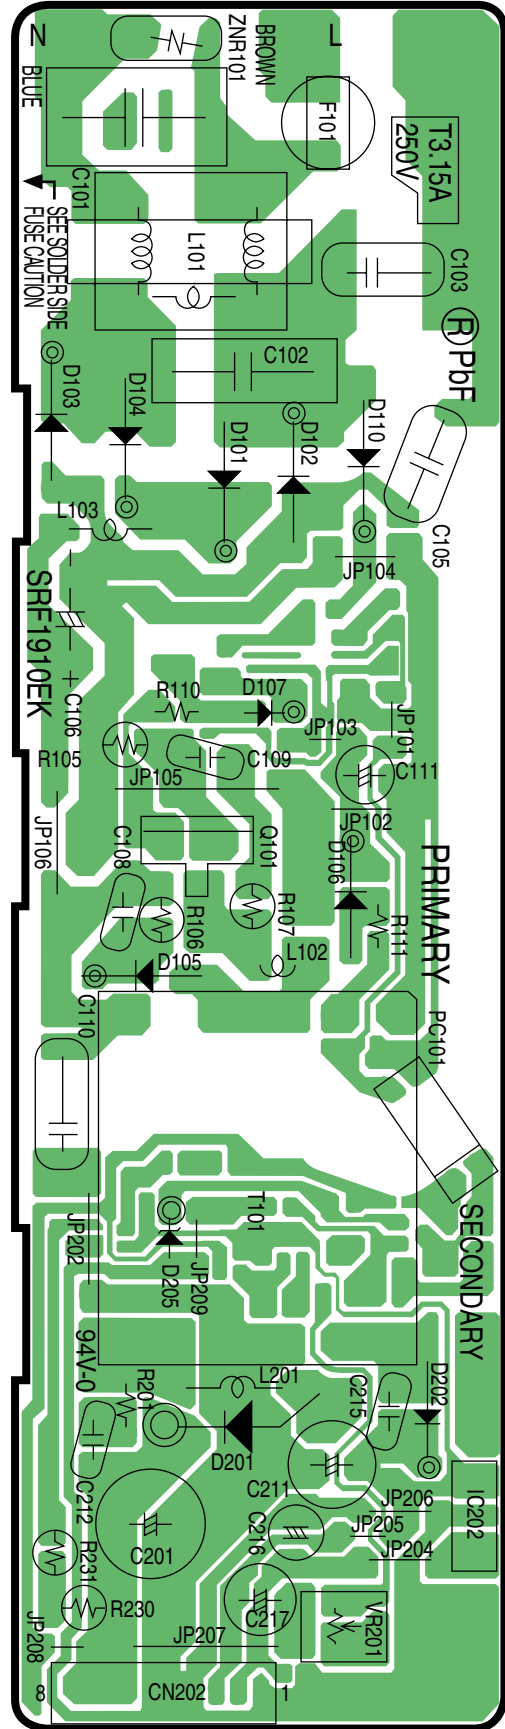 N
L
ZNR101
BROWN
BLUE
F101
T3.15A
250V
C101
SEE SOLDER SIDE
FUSE CAUTION
L101
C103
R PbF
C102
D103
D104
D101
D102
D110
C105
L103
JP104
SRF1910EK
C106
R110
D107
JP103
JP101
R105
JP105
C109
C111
JP102
JP106
C108
Q101
D106
PRIMARY
R106
R107
R111
D105
L102
C110
PC101
T101
SECONDARY
JP202
D205
JP209
94V-0
R201
L201
C215
D202
D201
C212
C211
JP206
IC202
C216
JP205
JP204
R231
C201
R230
C217
VR201
JP208
JP207
8
CN202
1